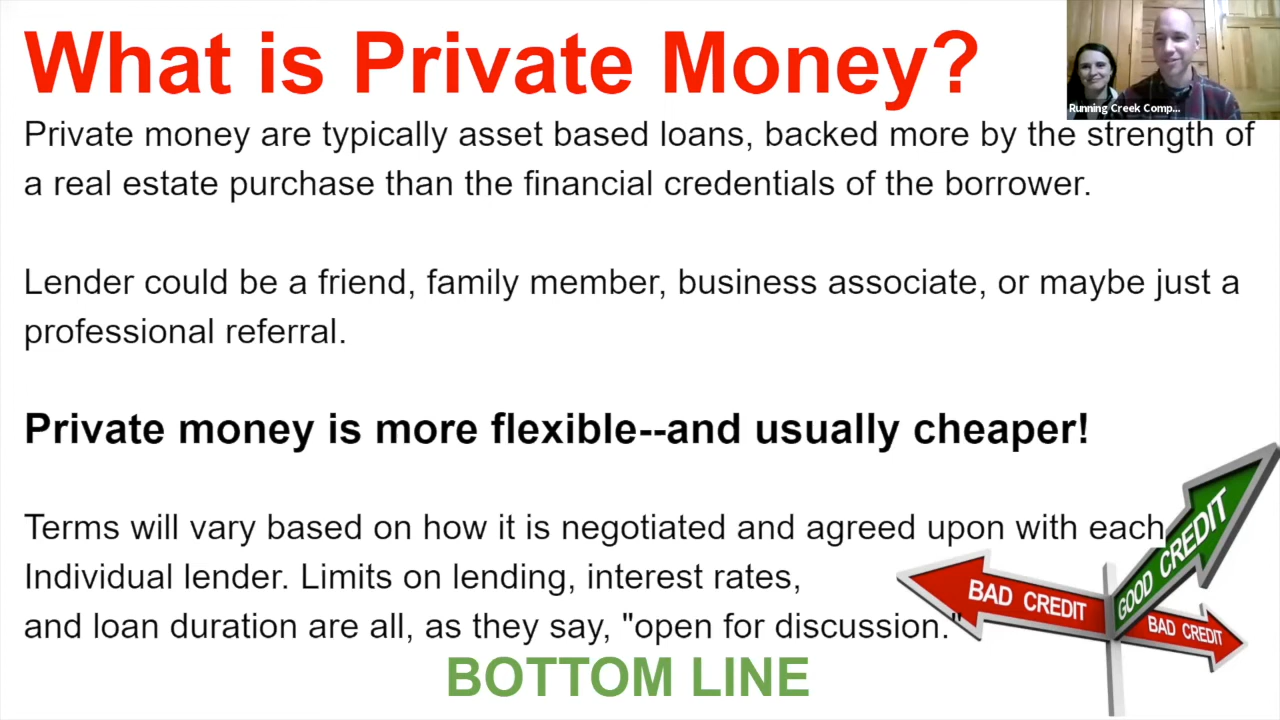 What is Private Money?
Running Creek Comp...
Private money are typically asset based loans, backed more by the strength of
a real estate purchase than the financial credentials of the borrower.
Lender could be a friend, family member, business associate, or maybe just a
professional referral.
Private money is more flexible--and usually cheaper!
Terms will vary based on how it is negotiated and agreed upon with each
Individual lender. Limits on lending, interest rates,
and loan duration are all, as they say, "open for discussion."
GOOD CREDIT
BAD CREDIT
BAD CREDIT
BOTTOM LINE